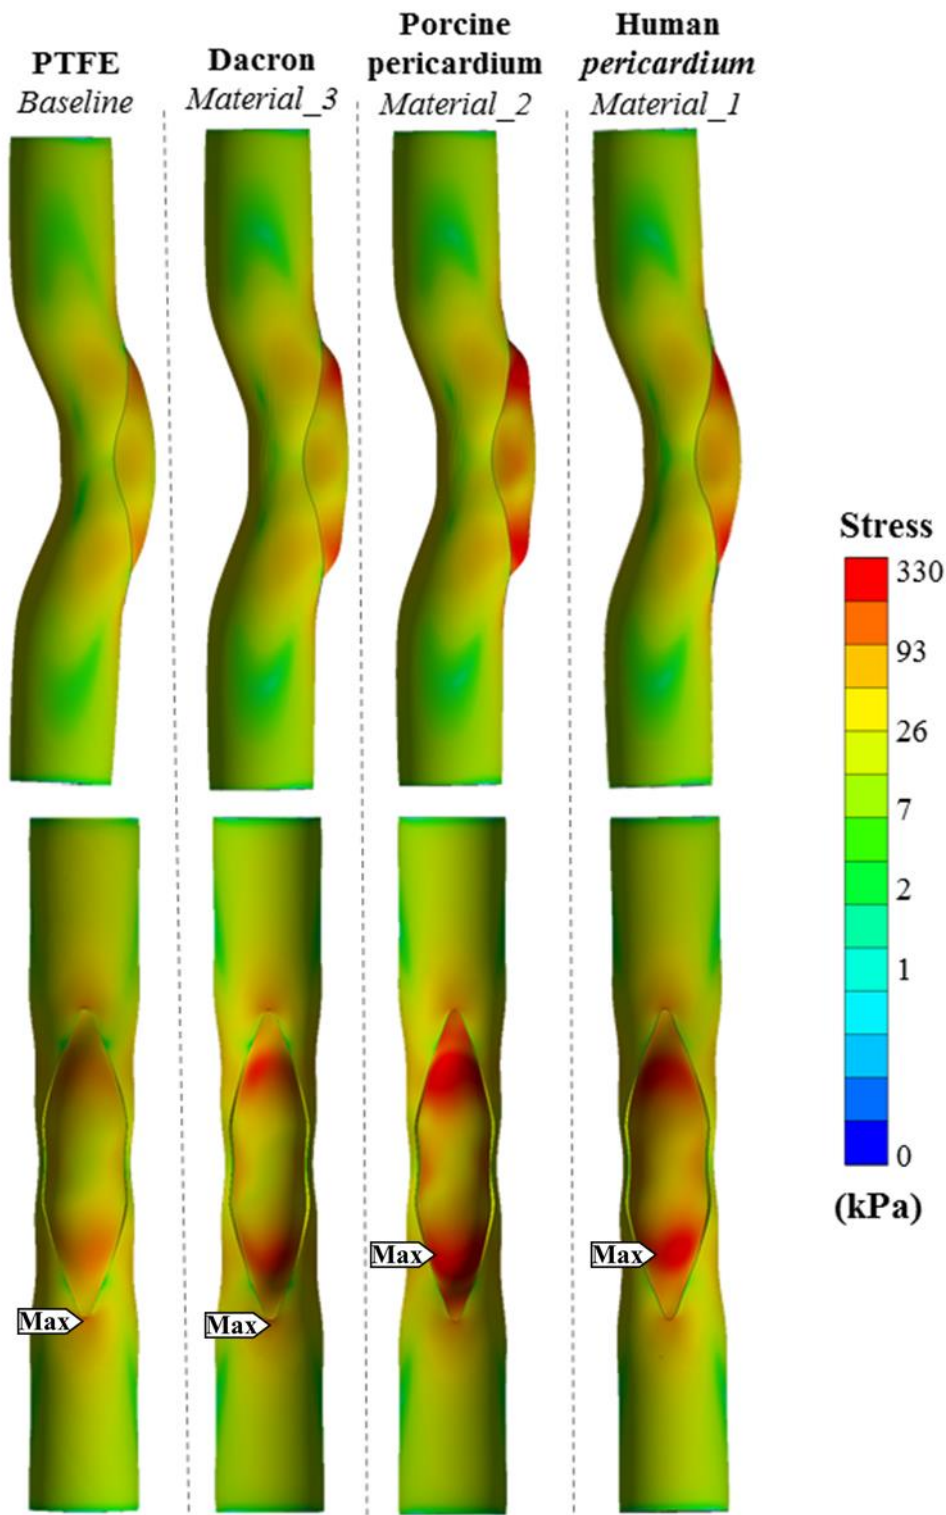 PTFE
Baseline
Dacron
Material_3
Porcine
pericardium
Material_2
Human
pericardium
Material_1
Stress
330
93
26
7
2
1
0
(kPa)
Max
Max
Max
Max